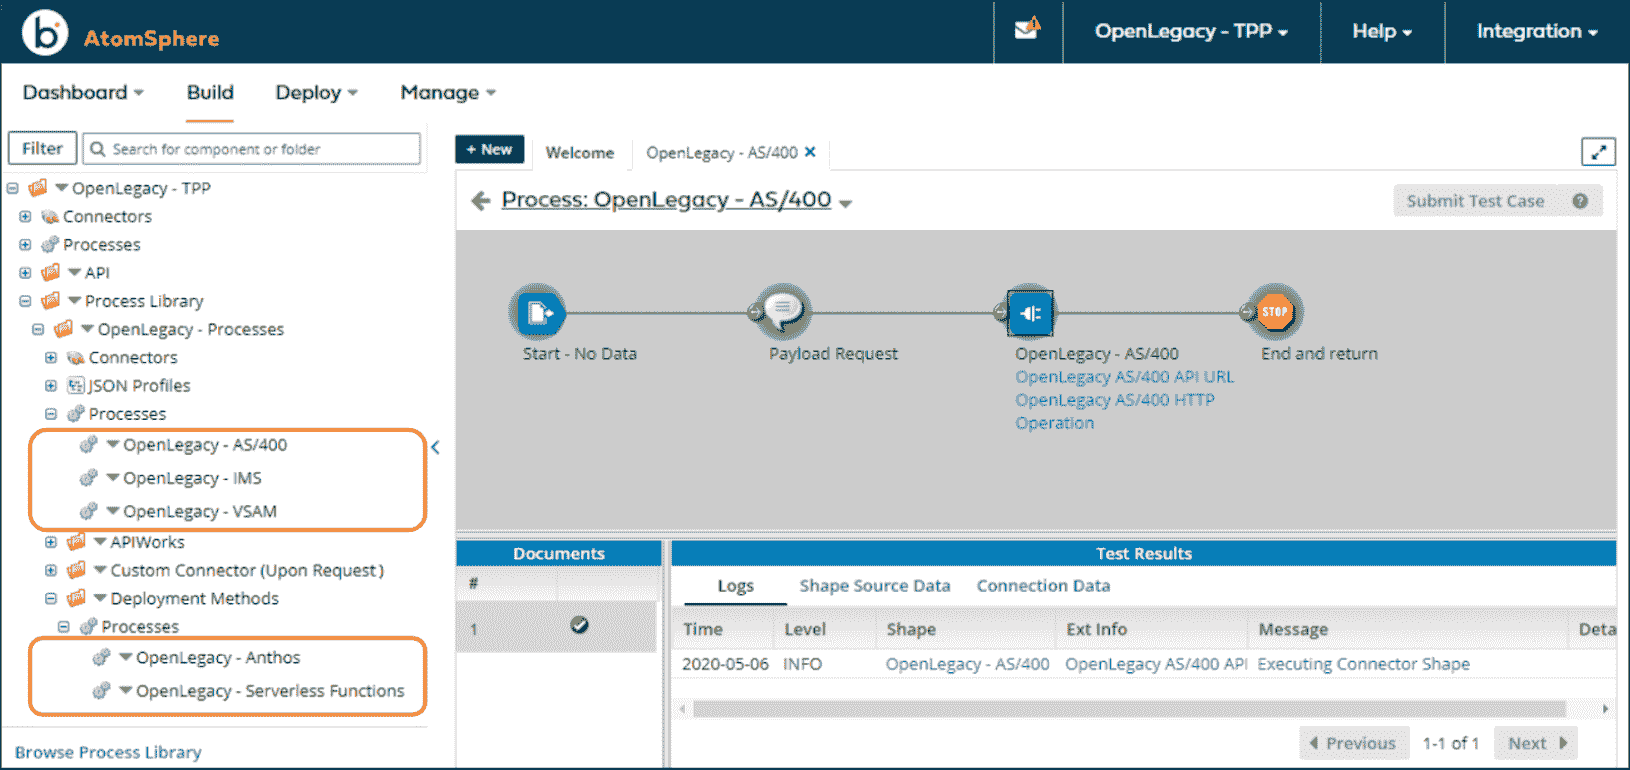 b AtomSphere
OpenLegacy - TPP
Help
Integration
Dashboard
Build
Deploy
Manage
Filter
Search for component or folder
OpenLegacy - TPP
Connectors
Processes
API
Process Library
OpenLegacy - Processes
Connectors
JSON Profiles
Processes
OpenLegacy - AS/400
OpenLegacy - IMS
OpenLegacy - VSAM
APIWorks
Custom Connector (Upon Request)
Deployment Methods
Processes
OpenLegacy - Anthos
OpenLegacy - Serverless Functions
Browse Process Library
+ New
Welcome
OpenLegacy - AS/400
Process: OpenLegacy - AS/400
Submit Test Case ?
Start - No Data
Payload Request
OpenLegacy - AS/400
OpenLegacy AS/400 API URL
OpenLegacy AS/400 HTTP
Operation
STOP
End and return
Documents
#
1
Test Results
Logs
Shape Source Data
Connection Data
Time Level Shape Ext Info Message Deta
2020-05-06 INFO OpenLegacy - AS/400 OpenLegacy AS/400 API Executing Connector Shape
Previous
1-1 of 1
Next